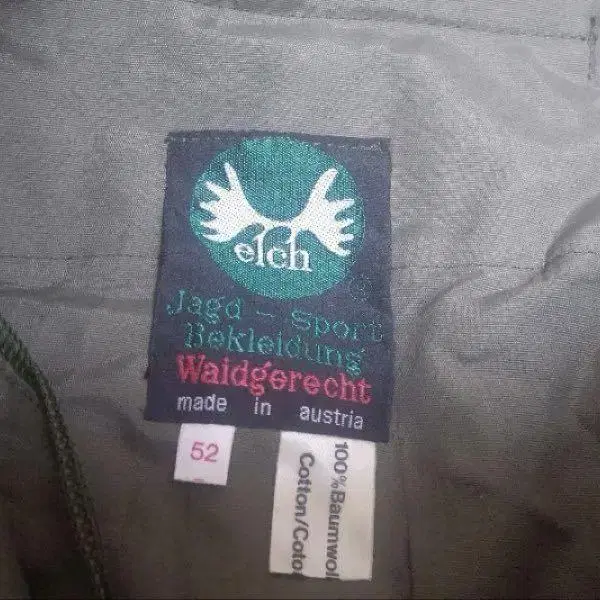 elch
Jagd - Sport
Bekleidung
Waidgerecht
made in austria
52
100%Baumwol
Cotton/Coto